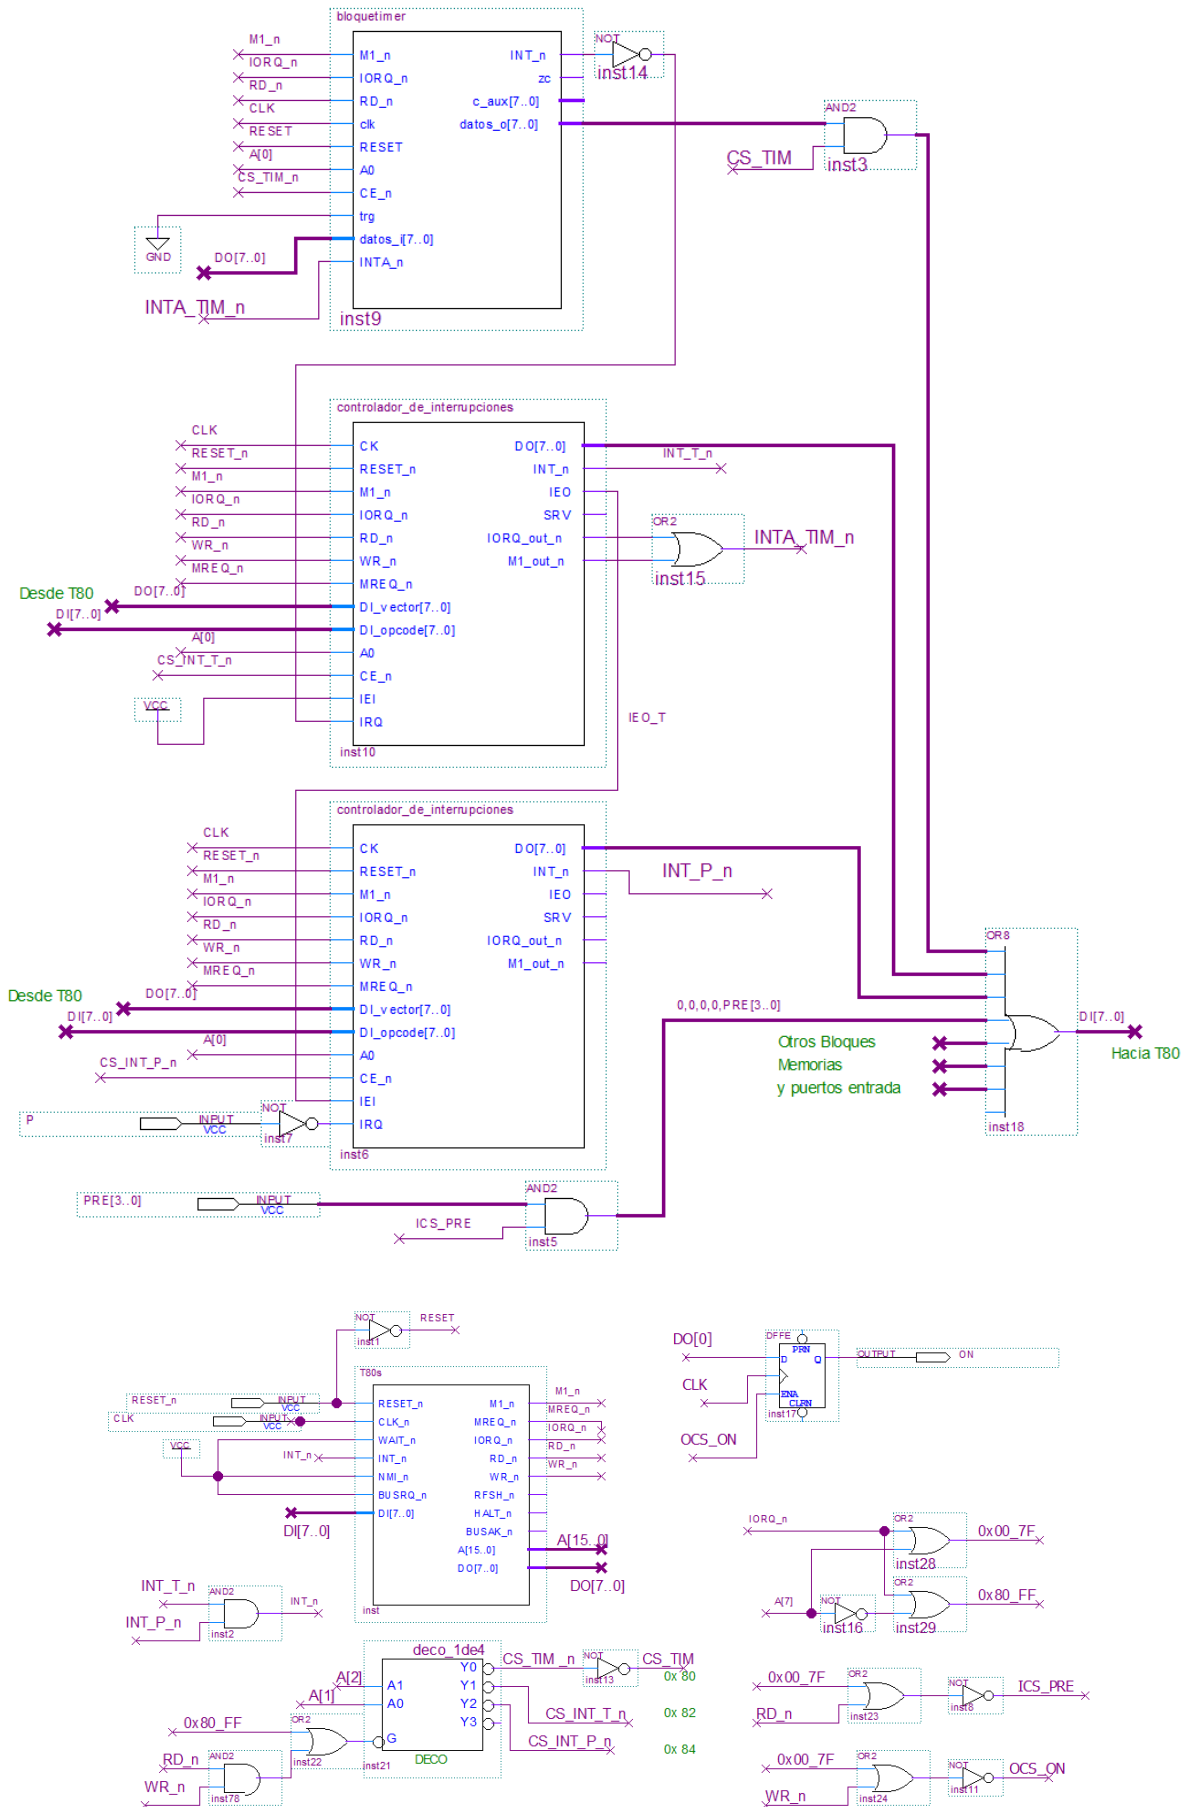 bloquetimer
M1_n
IORQ_n
RD_n
CLK
RESET
A[0]
CS_TIM_n
M1_n
IORQ_n
RD_n
clk
RESET
A0
CE_n
trg
datos_i[7..0]
INTA_n
INT_n
zc
c_aux[7..0]
datos_o[7..0]
GND
DO[7..0]
INTA_TIM_n
inst9
NOT
inst14
AND2
CS_TIM
inst3
controlador_de_interrupciones
CLK
RESET_n
M1_n
IORQ_n
RD_n
WR_n
MREQ_n
Desde T80
DO[7..0]
DI[7..0]
A[0]
CS_INT_T_n
VCC
CK
RESET_n
M1_n
IORQ_n
RD_n
WR_n
MREQ_n
DI_vector[7..0]
DI_opcode[7..0]
A0
CE_n
IEI
IRQ
DO[7..0]
INT_n
IEO
SRV
IORQ_out_n
M1_out_n
inst10
INT_T_n
OR2
inst15
INTA_TIM_n
IEO_T
controlador_de_interrupciones
CLK
RESET_n
M1_n
IORQ_n
RD_n
WR_n
MREQ_n
Desde T80
DO[7..0]
DI[7..0]
A[0]
CS_INT_P_n
CK
RESET_n
M1_n
IORQ_n
RD_n
WR_n
MREQ_n
DI_vector[7..0]
DI_opcode[7..0]
A0
CE_n
IEI
IRQ
DO[7..0]
INT_n
IEO
SRV
IORQ_out_n
M1_out_n
inst6
INT_P_n
P
INPUT
VCC
NOT
inst7
PRE[3..0]
INPUT
VCC
ICS_PRE
AND2
inst5
0,0,0,0,PRE[3..0]
Otros Bloques
Memorias
y puertos entrada
OR8
inst18
DI[7..0]
Hacia T80
NOT
inst1
RESET
T80s
RESET_n
INPUT
VCC
CLK
INPUT
VCC
VCC
INT_n
DI[7..0]
RESET_n
CLK_n
WAIT_n
INT_n
NMI_n
BUSRQ_n
DI[7..0]
M1_n
MREQ_n
IORQ_n
RD_n
WR_n
RFSH_n
HALT_n
BUSAK_n
A[15..0]
DO[7..0]
inst
M1_n
MREQ_n
IORQ_n
RD_n
WR_n
A[15..0]
DO[7..0]
DO[0]
CLK
OCS_ON
DFFE
PRN
D
Q
ENA
CLRN
inst17
OUTPUT
ON
INT_T_n
INT_P_n
AND2
inst2
INT_n
IORQ_n
A[7]
NOT
inst16
OR2
inst28
0x00_7F
OR2
inst29
0x80_FF
deco_1de4
A[2]
A[1]
A1
A0
G
Y0
Y1
Y2
Y3
DECO
inst21
CS_TIM_n
NOT
inst13
CS_TIM
0x 80
CS_INT_T_n
0x 82
CS_INT_P_n
0x 84
0x80_FF
RD_n
WR_n
AND2
inst78
OR2
inst22
0x00_7F
RD_n
OR2
inst23
NOT
inst8
ICS_PRE
0x00_7F
WR_n
OR2
inst24
NOT
inst11
OCS_ON